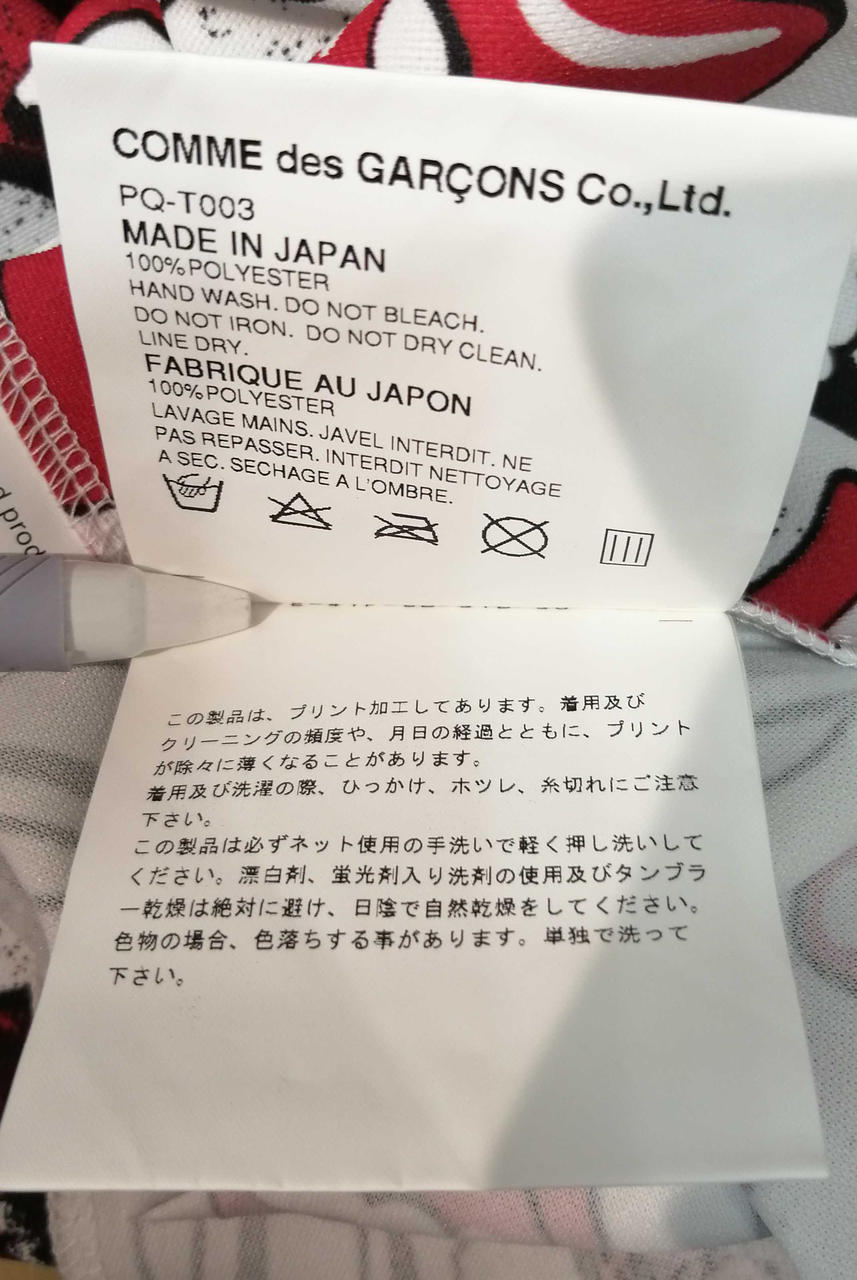 COMME des GARÇONS Co.,Ltd.
PQ-T003
MADE IN JAPAN
100%POLYESTER
HAND WASH. DO NOT BLEACH.
DO NOT IRON. DO NOT DRY CLEAN.
LINE DRY.
FABRIQUE AU JAPON
100%POLYESTER
LAVAGE MAINS. JAVEL INTERDIT. NE
PAS REPASSER. INTERDIT NETTOYAGE
A SEC. SECHAGE A L'OMBRE.
d prod
この製品は、プリント加工してあります。着用及び
クリーニングの頻度や、月日の経過とともに、プリント
が除々に薄くなることがあります。
着用及び洗濯の際、ひっかけ、ホツレ、糸切れにご注意
下さい。
この製品は必ずネット使用の手洗いで軽く押し洗いして
ください。漂白剤、蛍光剤入り洗剤の使用及びタンブラ
ー乾燥は絶対に避け、日陰で自然乾燥をしてください。
色物の場合、色落ちする事があります。単独で洗って
下さい。